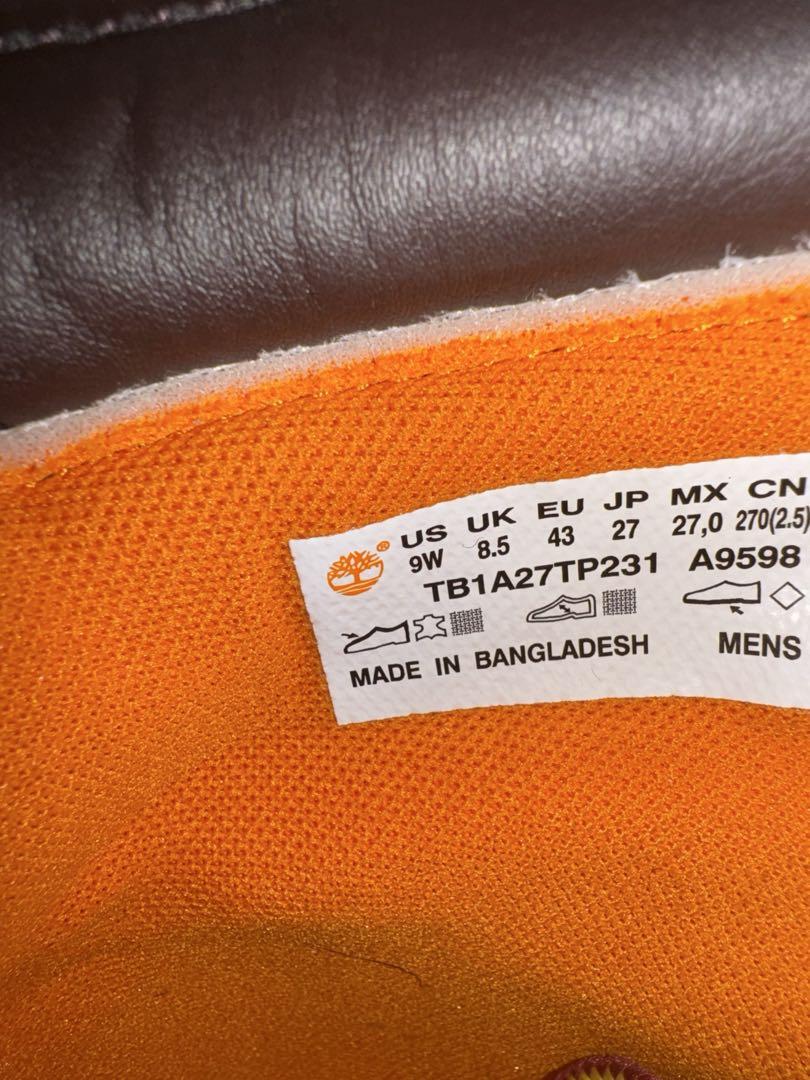 US UK EU JP MX CN
9W 8.5 43 27 27,0 270(2.5)
TB1A27TP231 A9598
MADE IN BANGLADESH MENS
®